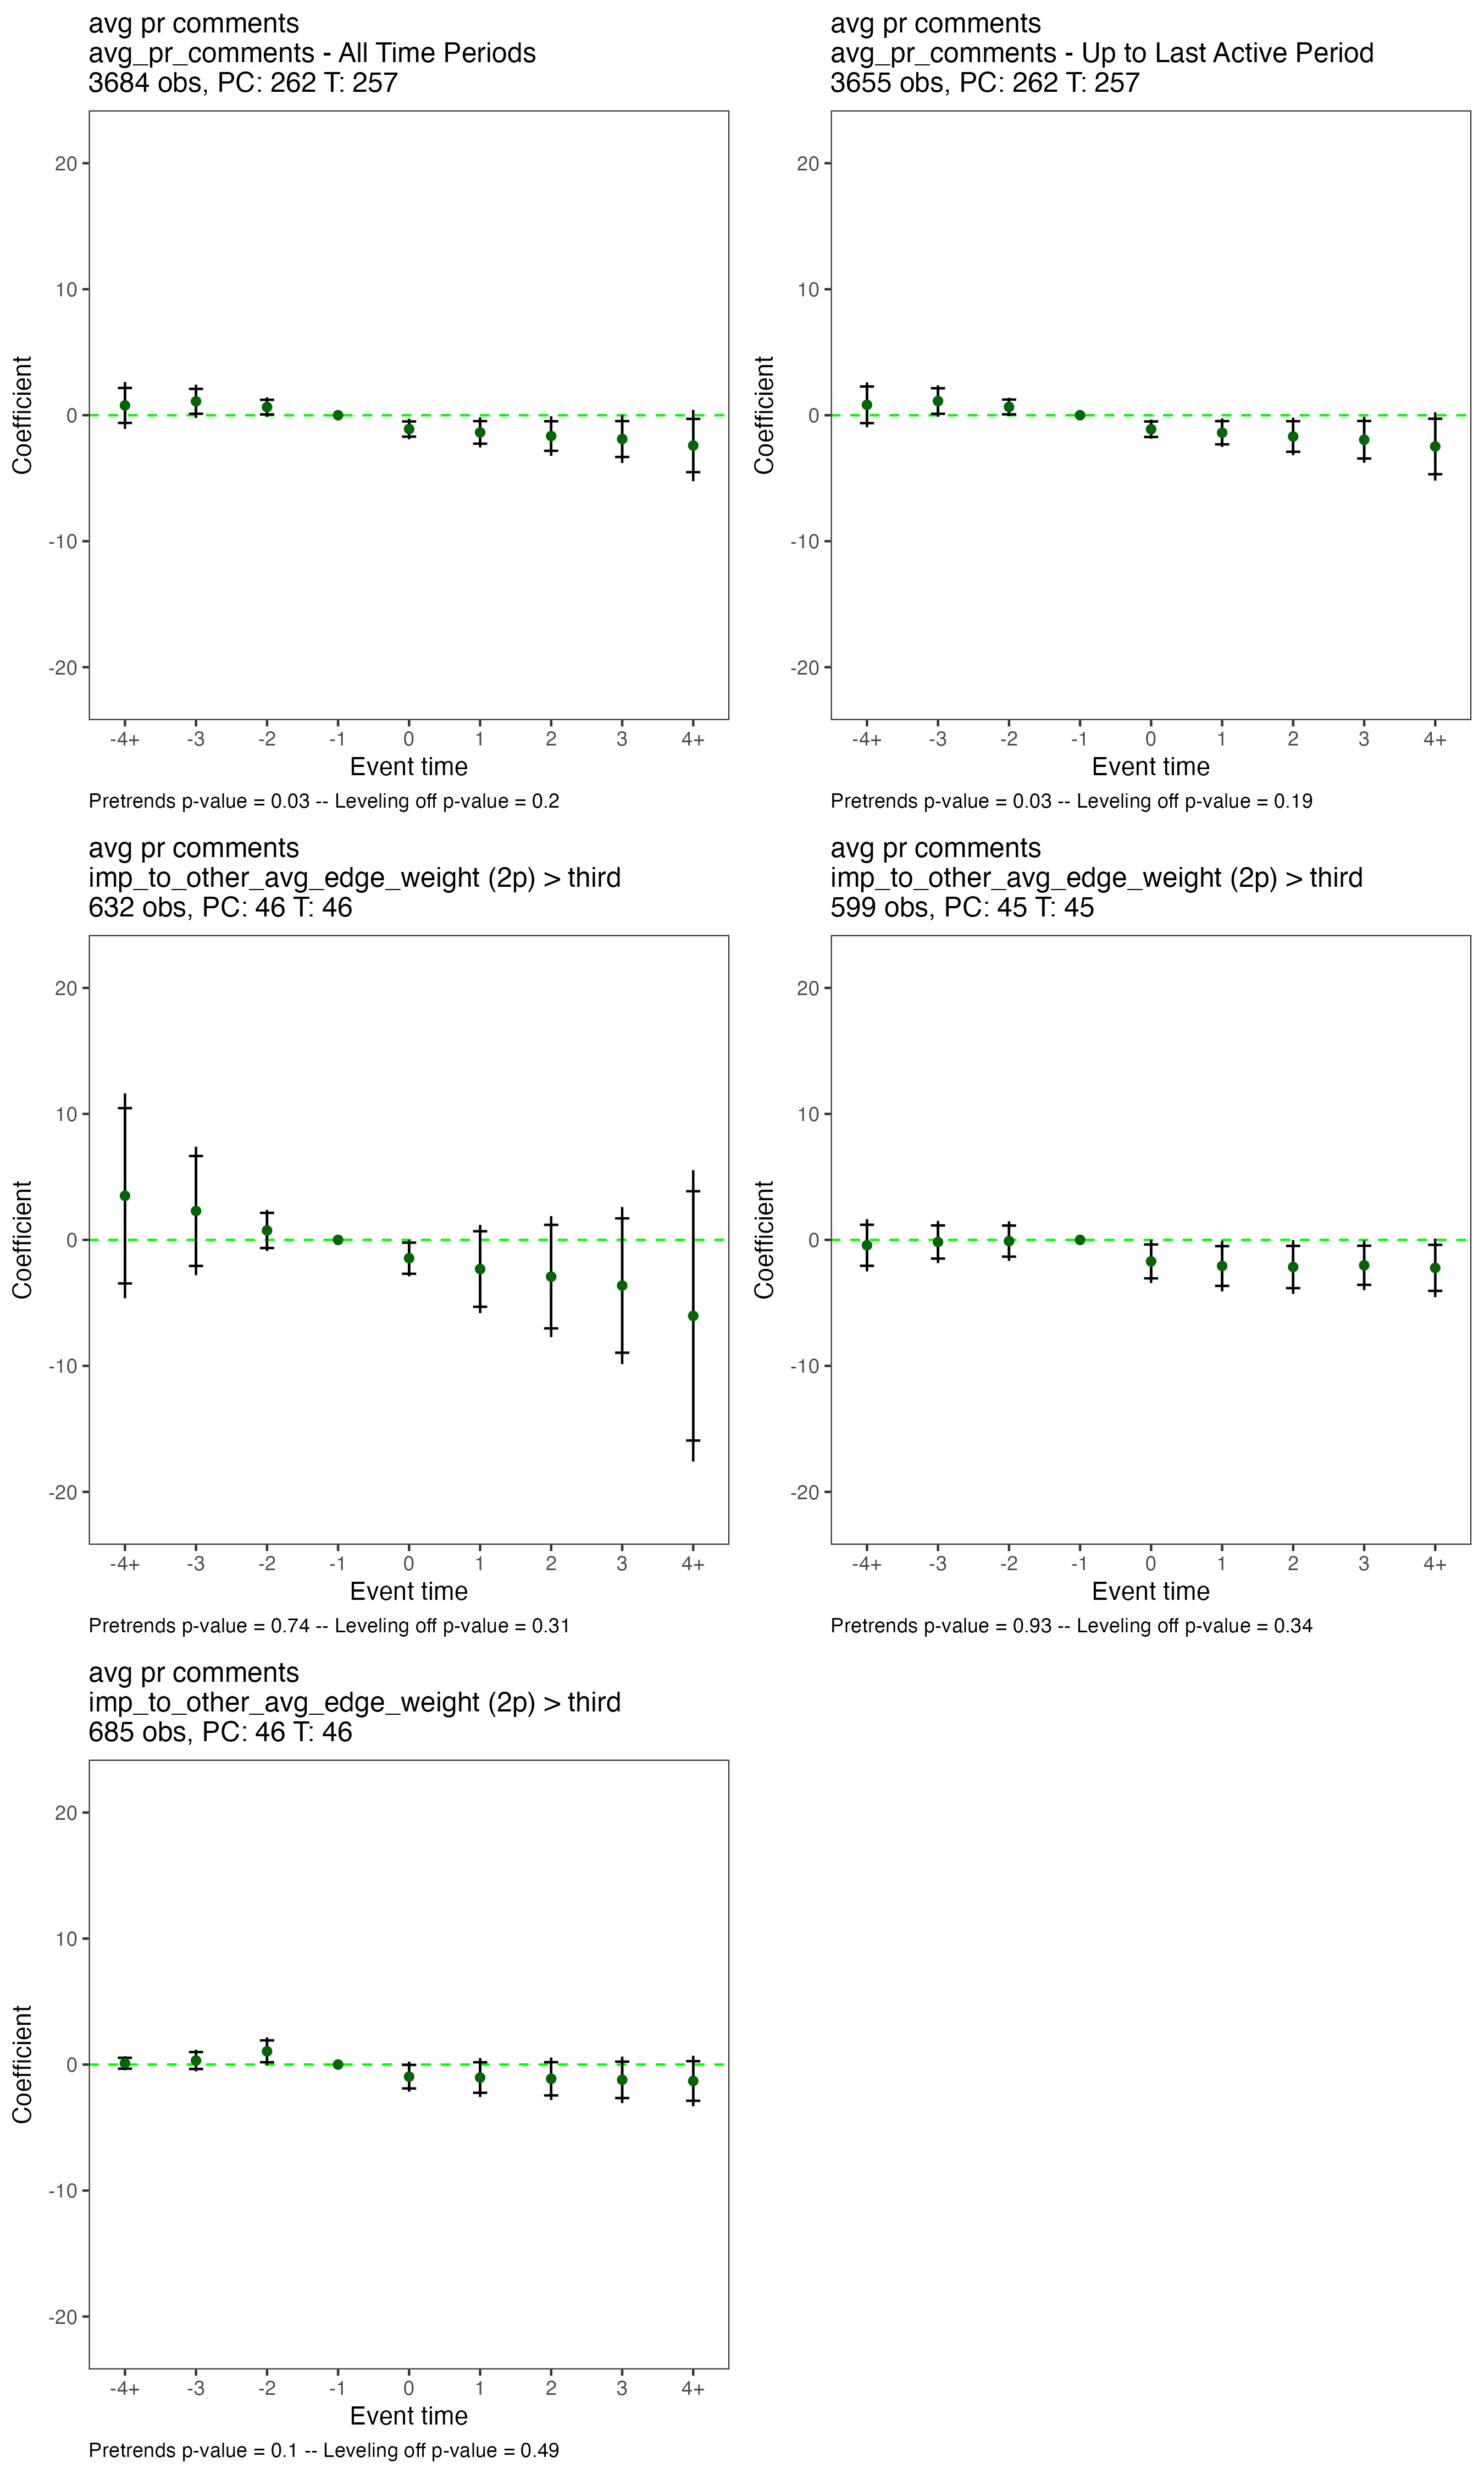 avg pr comments
avg_pr_comments - All Time Periods
3684 obs, PC: 262 T: 257
20
10
0
-10
-20
Coefficient
-4+ -3 -2 -1 0 1 2 3 4+
Event time
Pretrends p-value = 0.03 -- Leveling off p-value = 0.2
avg pr comments
avg_pr_comments - Up to Last Active Period
3655 obs, PC: 262 T: 257
20
10
0
-10
-20
Coefficient
-4+ -3 -2 -1 0 1 2 3 4+
Event time
Pretrends p-value = 0.03 -- Leveling off p-value = 0.19
avg pr comments
imp_to_other_avg_edge_weight (2p) > third
632 obs, PC: 46 T: 46
20
10
0
-10
-20
Coefficient
-4+ -3 -2 -1 0 1 2 3 4+
Event time
Pretrends p-value = 0.74 -- Leveling off p-value = 0.31
avg pr comments
imp_to_other_avg_edge_weight (2p) > third
599 obs, PC: 45 T: 45
20
10
0
-10
-20
Coefficient
-4+ -3 -2 -1 0 1 2 3 4+
Event time
Pretrends p-value = 0.93 -- Leveling off p-value = 0.34
avg pr comments
imp_to_other_avg_edge_weight (2p) > third
685 obs, PC: 46 T: 46
20
10
0
-10
-20
Coefficient
-4+ -3 -2 -1 0 1 2 3 4+
Event time
Pretrends p-value = 0.1 -- Leveling off p-value = 0.49